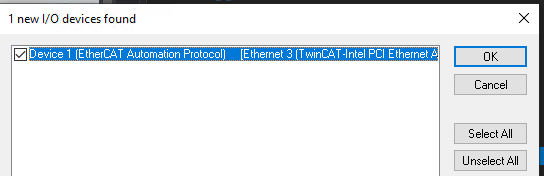 1 new I/O devices found
Device 1 (EtherCAT Automation Protocol) [Ethernet 3 (TwinCAT-Intel PCI Ethernet A
OK
Cancel
Select All
Unselect All